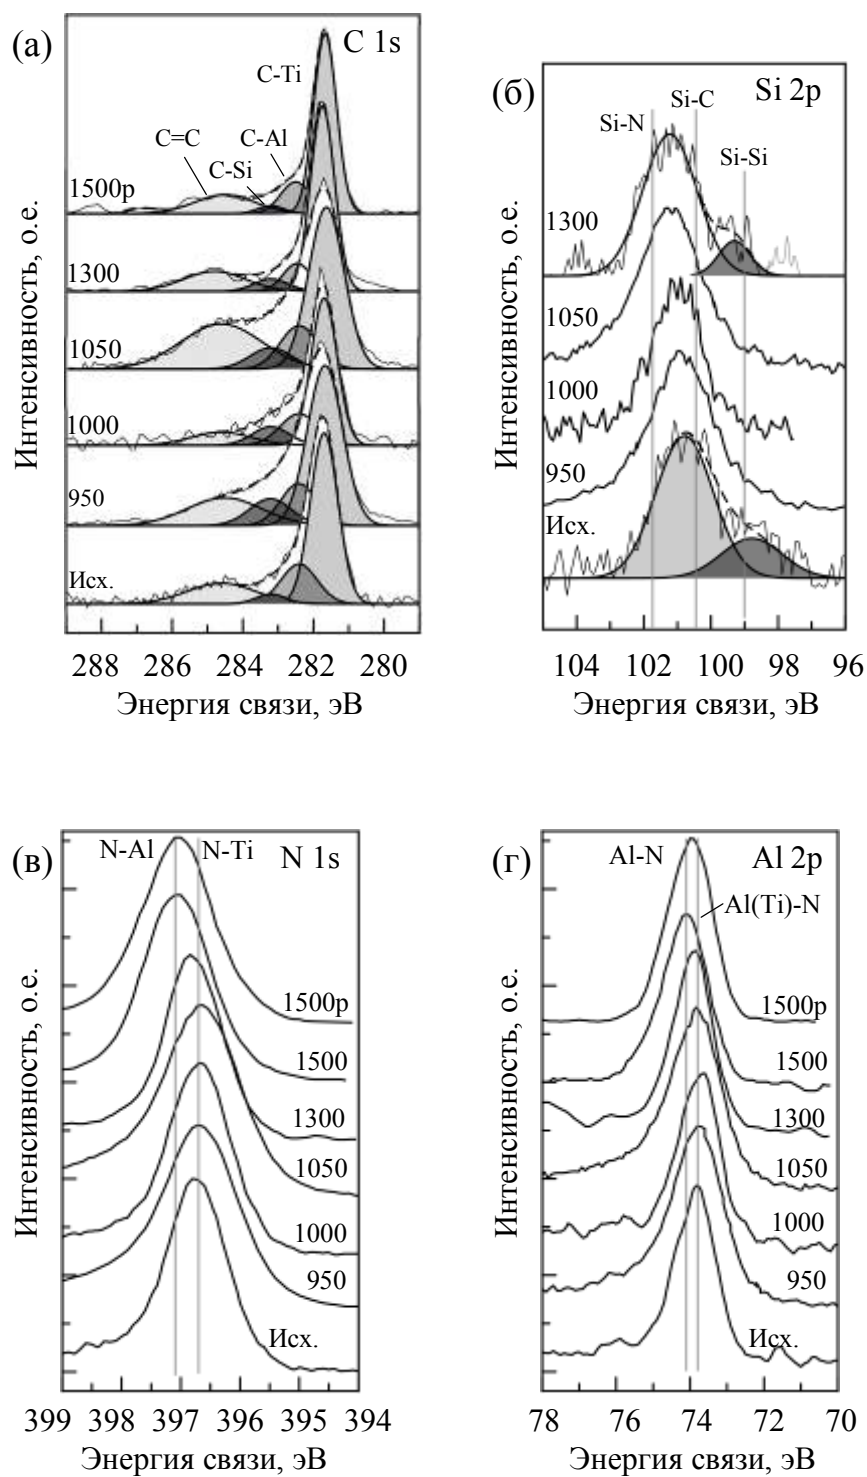 (а)
C 1s
C-Ti
C=C
C-Al
C-Si
1500р
1300
1050
1000
950
Исх.
288 286 284 282 280
Энергия связи, эВ
Интенсивность, о.е.
(б)
Si 2p
Si-C
Si-N
Si-Si
1300
1050
1000
950
Исх.
104 102 100 98 96
Энергия связи, эВ
Интенсивность, о.е.
(в)
N-Al
N-Ti
N 1s
1500р
1500
1300
1050
1000
950
Исх.
399 398 397 396 395 394
Энергия связи, эВ
Интенсивность, о.е.
(г)
Al-N
Al 2p
Al(Ti)-N
1500р
1500
1300
1050
1000
950
Исх.
78 76 74 72 70
Энергия связи, эВ
Интенсивность, о.е.